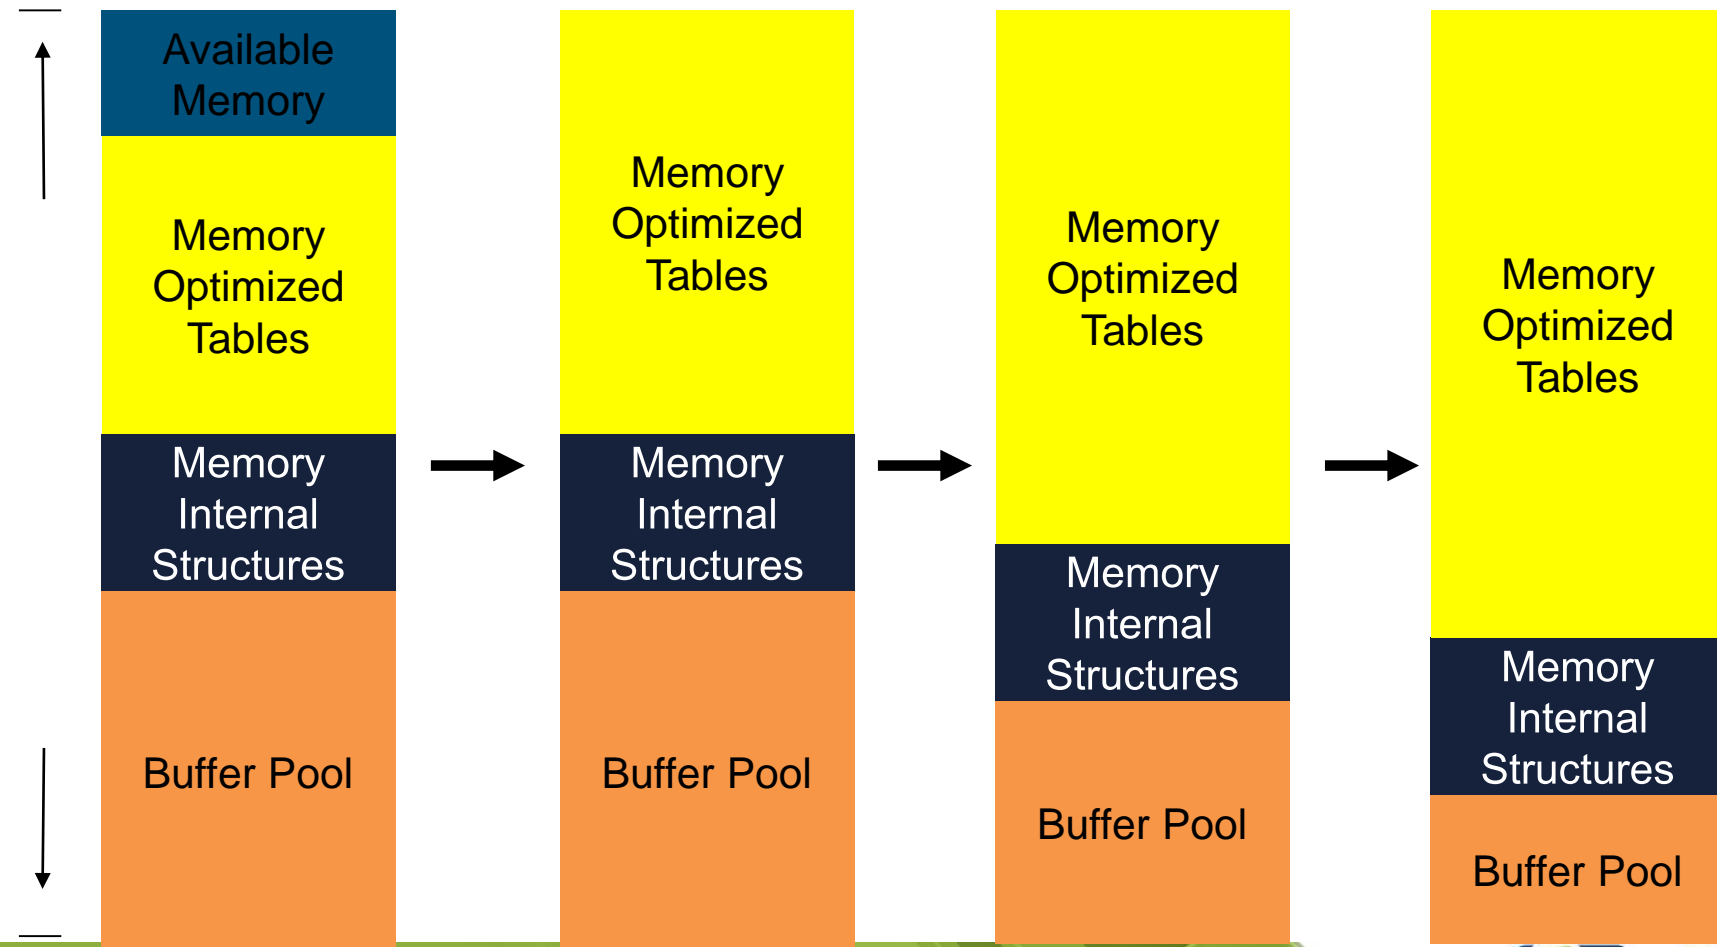 Available
Memory
Memory
Optimized
Tables
Memory
Internal
Structures
Buffer Pool
Memory
Optimized
Tables
Memory
Internal
Structures
Buffer Pool
Memory
Optimized
Tables
Memory
Internal
Structures
Buffer Pool
Memory
Optimized
Tables
Memory
Internal
Structures
Buffer Pool